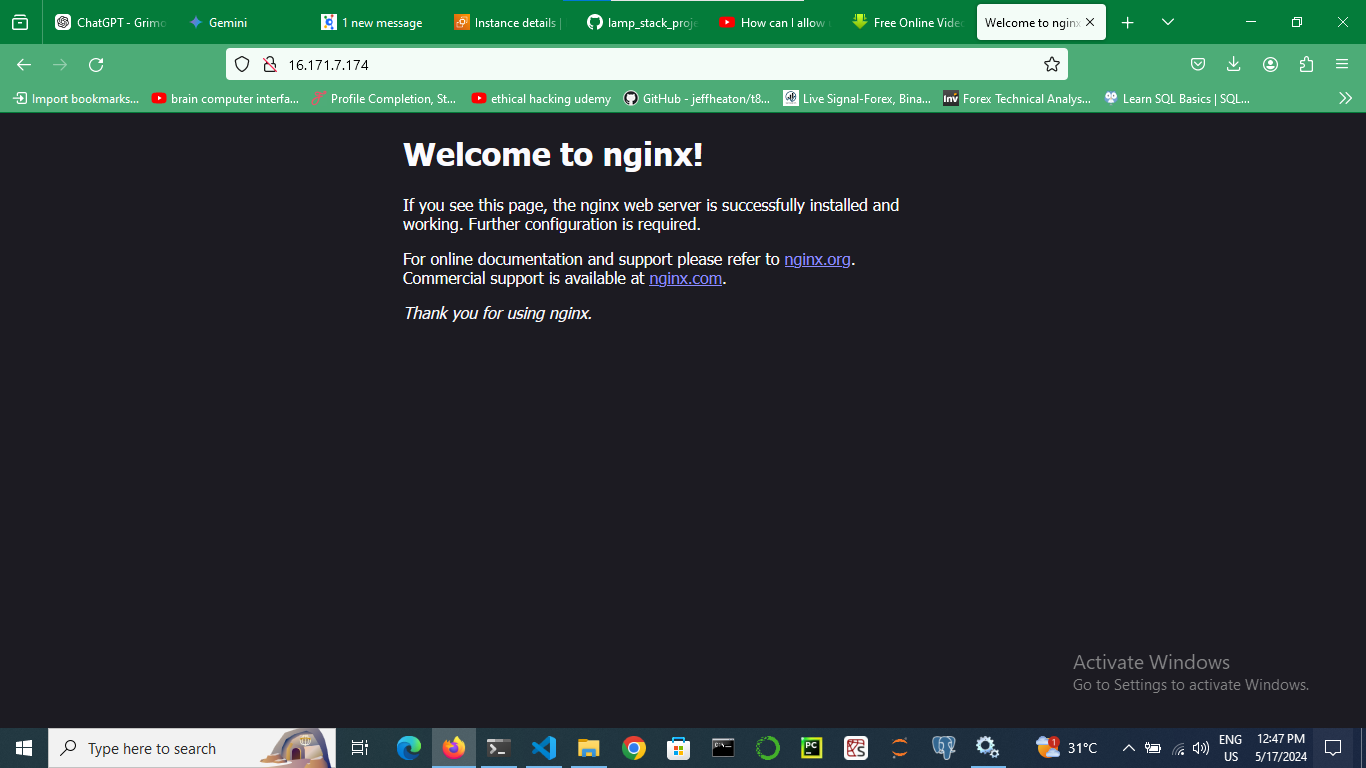 ChatGPT - Grimo
Gemini
1 new message
Instance details |
lamp_stack_proje
How can I allow
Free Online Video
Welcome to nginx
16.171.7.174
Import bookmarks...
brain computer interfa...
Profile Completion, St...
ethical hacking udemy
GitHub - jeffheaton/t8...
Live Signal-Forex, Bina...
Inv
Forex Technical Analys...
Learn SQL Basics | SQL...
Welcome to nginx!
If you see this page, the nginx web server is successfully installed and
working. Further configuration is required.
For online documentation and support please refer to nginx.org.
Commercial support is available at nginx.com.
Thank you for using nginx.
Activate Windows
Go to Settings to activate Windows.
Type here to search
PC
1
31°C
ENG
US
12:47 PM
5/17/2024